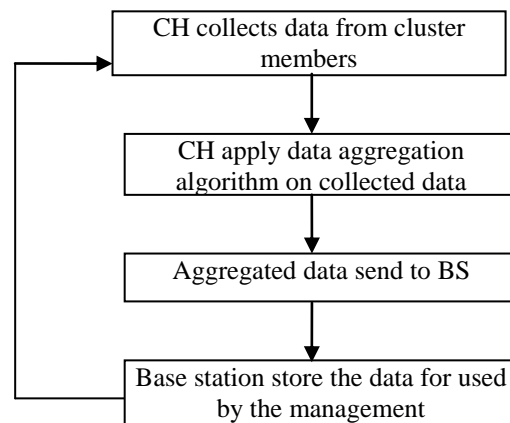 CH collects data from cluster
members
CH apply data aggregation
algorithm on collected data
Aggregated data send to BS
Base station store the data for used
by the management